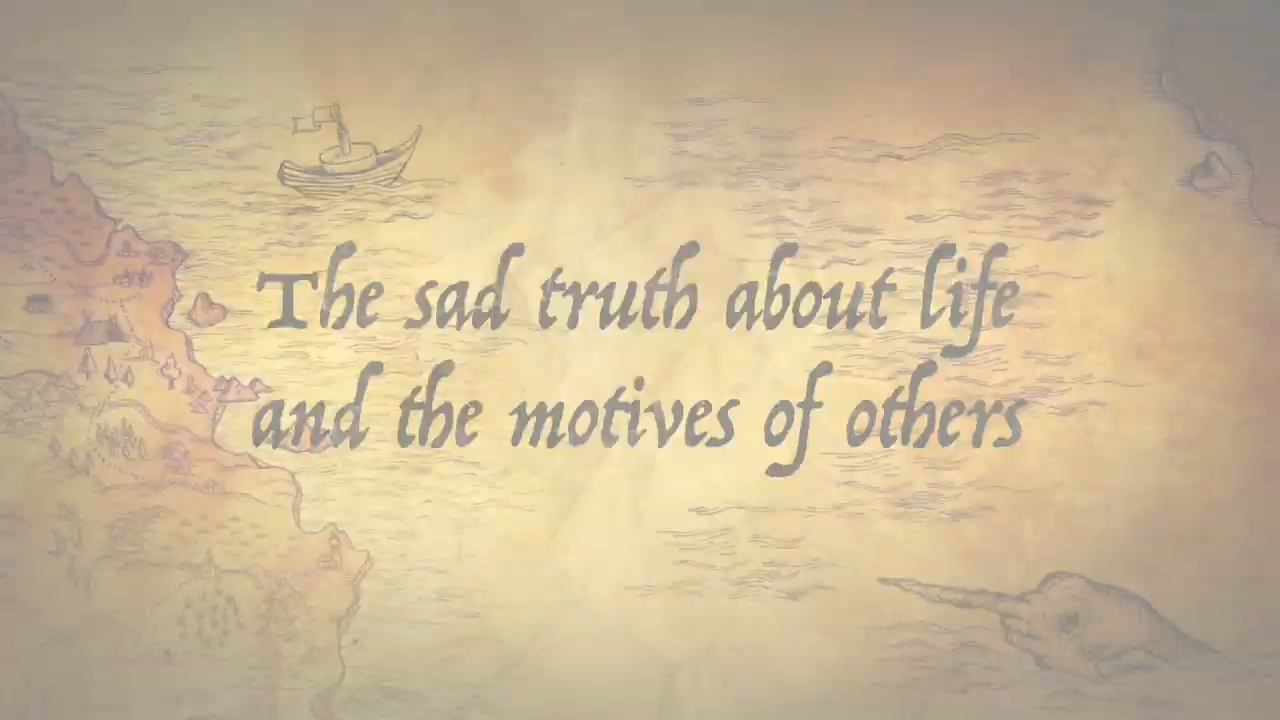 The sad truth about life
and the motives of others